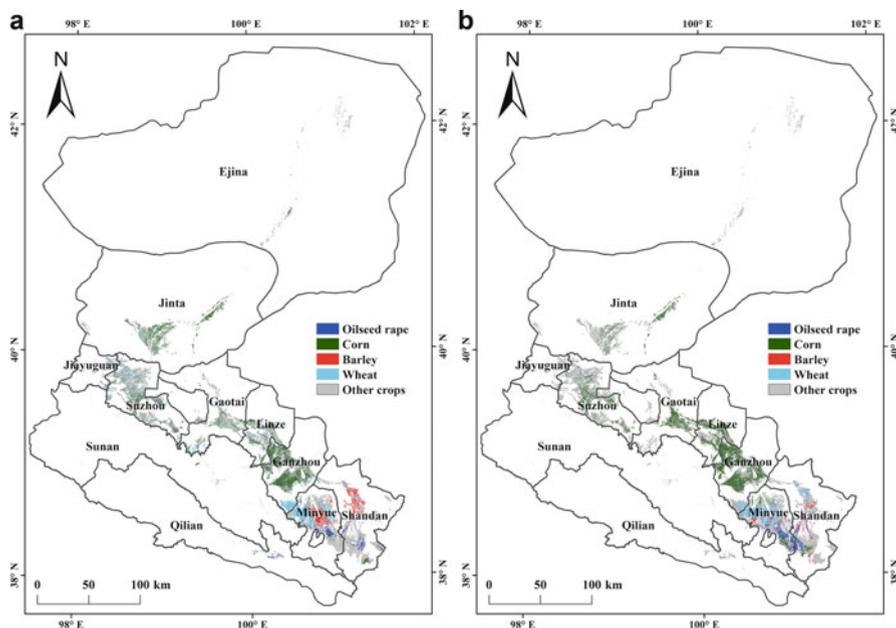 a
98° E 100° E 102° E
N
42° N
Ejina
Jinta
Oilseed rape
Corn
Barley
Wheat
Other crops
40° N
40° N
Jiayuguan
Suzhou
Gaotai
Linze
Sunan
Ganzhou
Minyue
Shandan
Qilian
38° N
38° N
0 50 100 km
98° E 100° E
b
98° E 100° E 102° E
N
42° N
42° N
Ejina
Jinta
Oilseed rape
Corn
Barley
Wheat
Other crops
40° N
Jiayuguan
Suzhou
Gaotai
Linze
Sunan
Ganzhou
Minyue
Shandan
Qilian
38° N
0 50 100 km
98° E 100° E